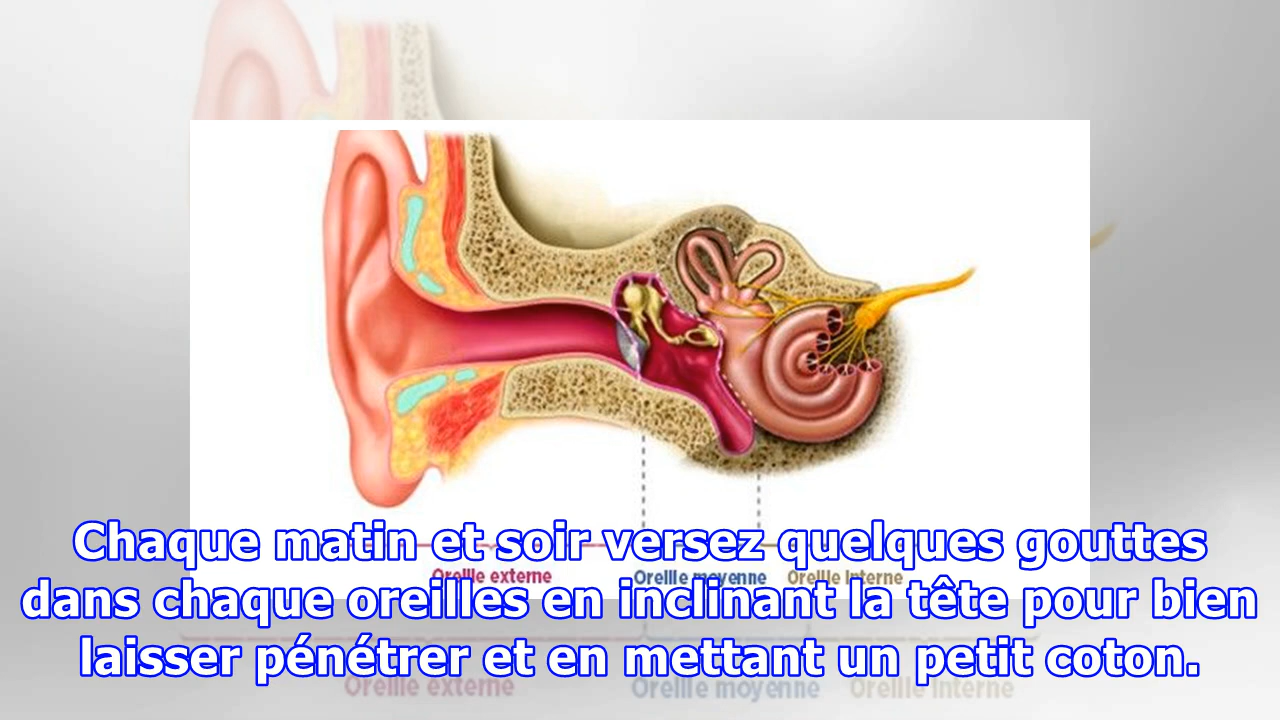 Chaque matin et soir versez quelques gouttes
Oreille externe Oreille moyenne Oreille interne
dans chaque oreilles en inclinant la tête pour bien
laisser pénétrer et en mettant un petit coton.
Oreille externe Oreille moyenne Oreille interne